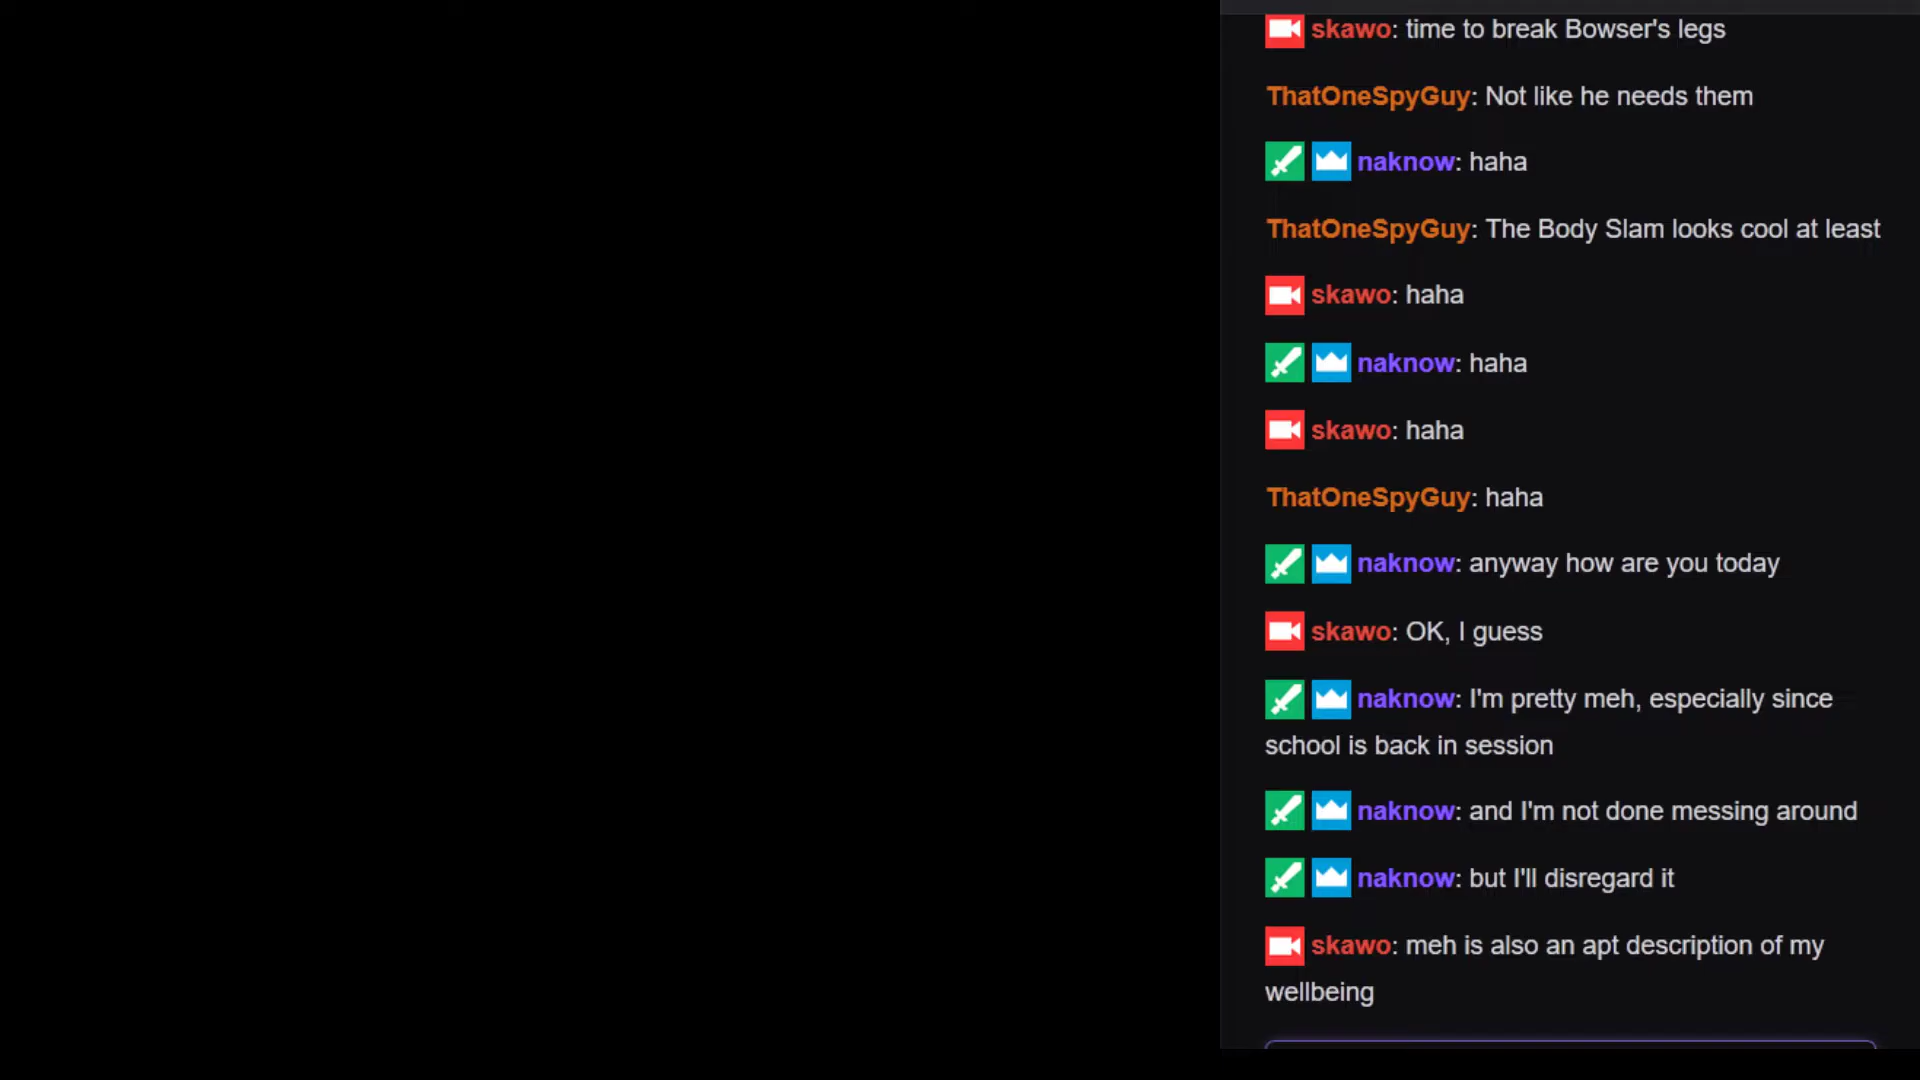 skawo: time to break Bowser's legs
ThatOneSpyGuy: Not like he needs them
naknow: haha
ThatOneSpyGuy: The Body Slam looks cool at least
skawo: haha
naknow: haha
skawo: haha
ThatOneSpyGuy: haha
naknow: anyway how are you today
skawo: OK, I guess
naknow: I'm pretty meh, especially since
school is back in session
naknow: and I'm not done messing around
naknow: but I'll disregard it
skawo: meh is also an apt description of my
wellbeing